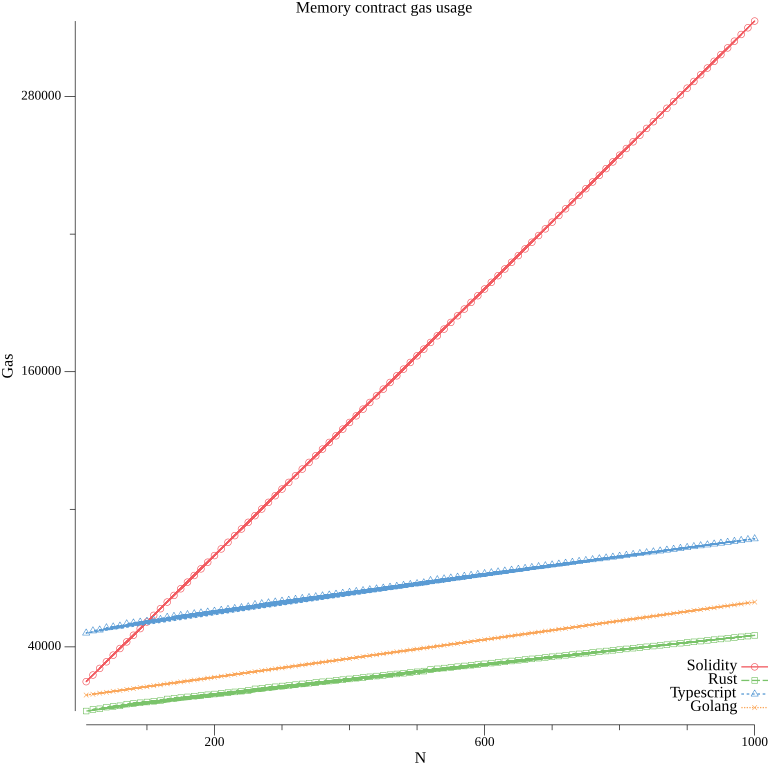 Memory contract gas usage
280000
160000
40000
Gas
200
600
1000
N
Solidity
Rust
Typescript
Golang